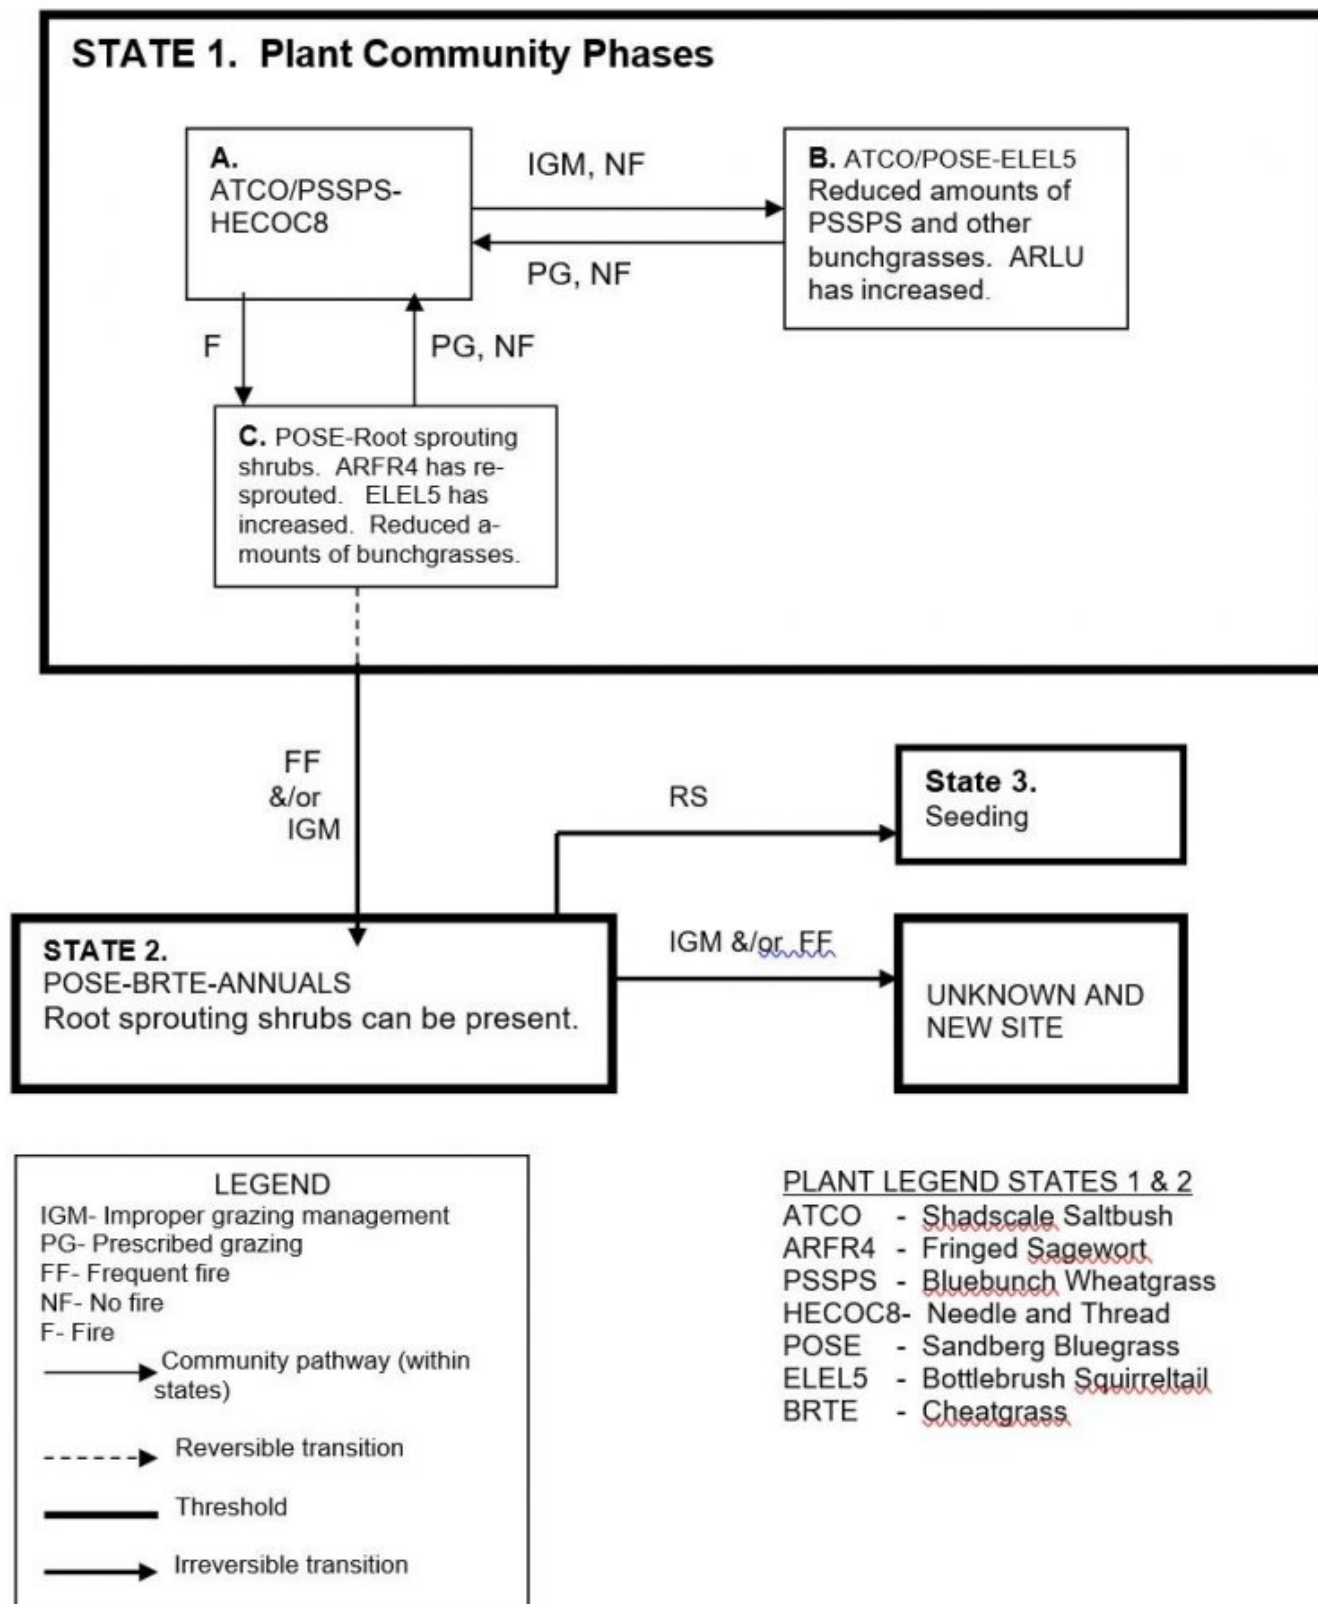 STATE 1. Plant Community Phases
A.
ATCO/PSSPS-
HECOC8
IGM, NF
PG, NF
B. ATCO/POSE-ELEL5
Reduced amounts of
PSSPS and other
bunchgrasses. ARLU
has increased.
F
PG, NF
C. POSE-Root sprouting
shrubs. ARFR4 has re-
sprouted. ELEL5 has
increased. Reduced a-
mounts of bunchgrasses.
FF
&/or
IGM
RS
State 3.
Seeding
STATE 2.
POSE-BRTE-ANNUALS
Root sprouting shrubs can be present.
IGM &/or FF
UNKNOWN AND
NEW SITE
LEGEND
IGM- Improper grazing management
PG- Prescribed grazing
FF- Frequent fire
NF- No fire
F- Fire
Community pathway (within
states)
Reversible transition
Threshold
Irreversible transition
PLANT LEGEND STATES 1 & 2
ATCO - Shadscale Saltbush
ARFR4 - Fringed Sagewort
PSSPS - Bluebunch Wheatgrass
HECOC8- Needle and Thread
POSE - Sandberg Bluegrass
ELEL5 - Bottlebrush Squirreltail
BRTE - Cheatgrass